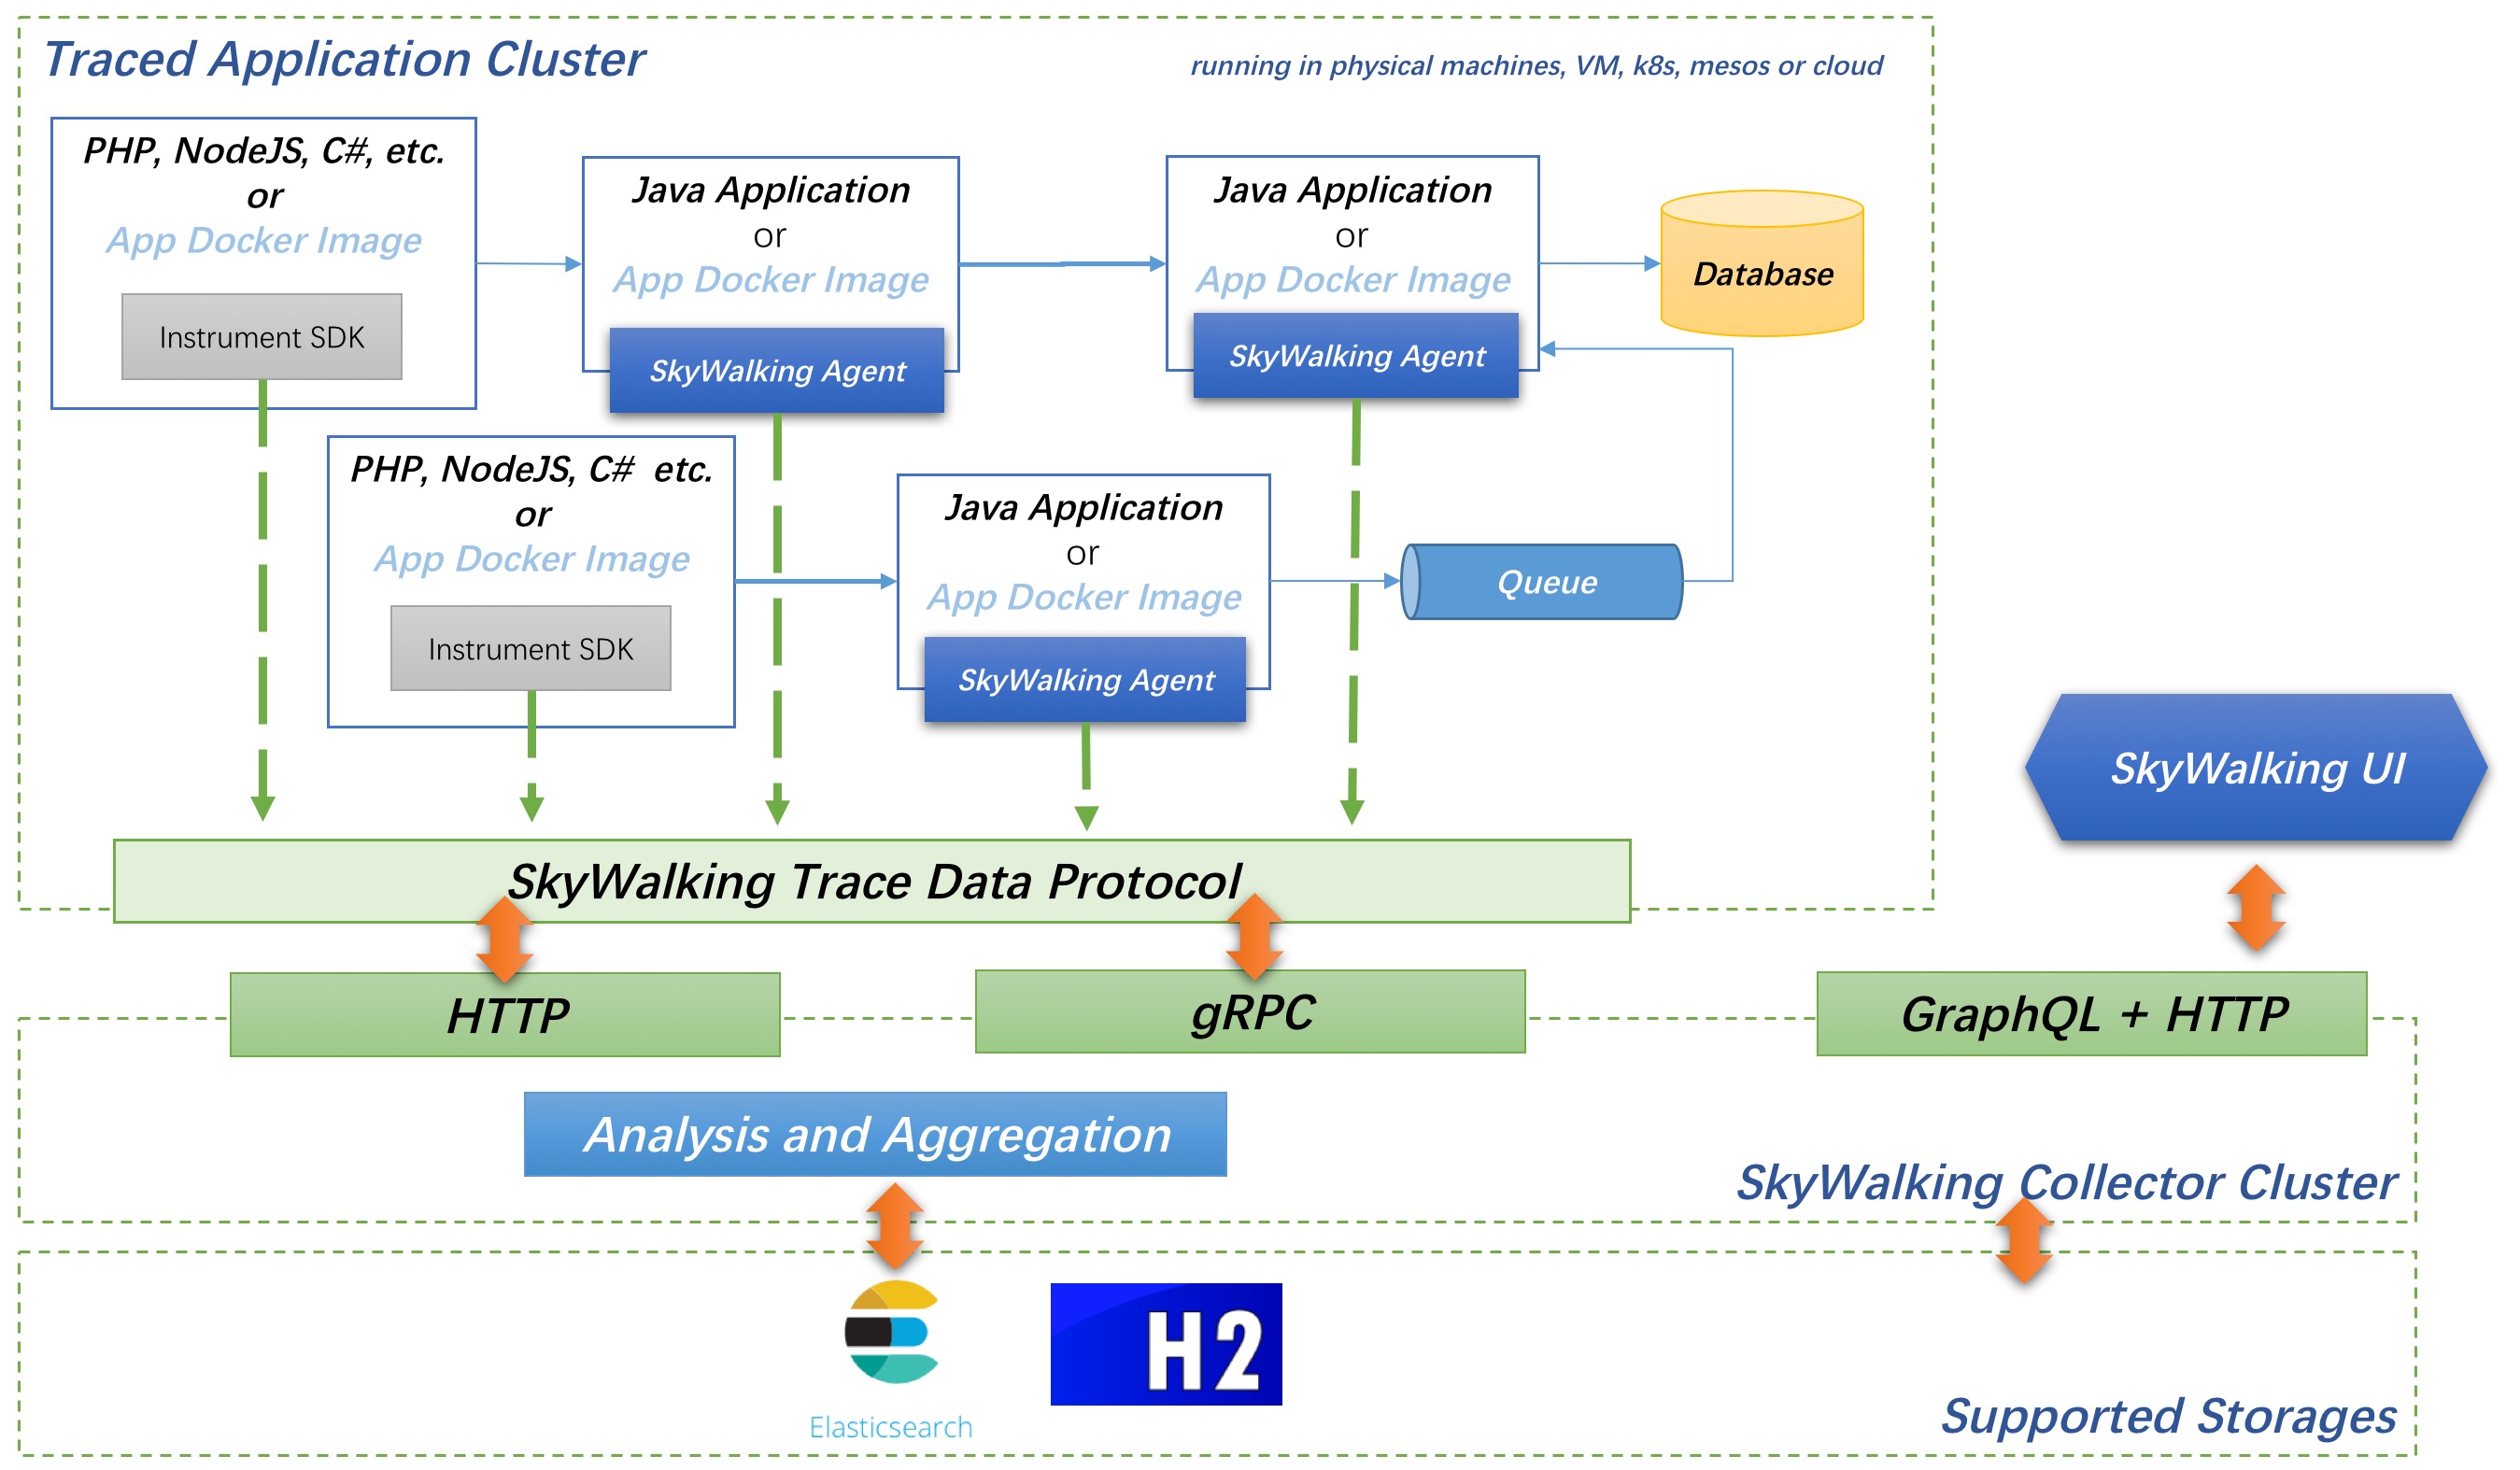 Traced Application Cluster
running in physical machines, VM, k8s, mesos or cloud
PHP, NodeJS, C#, etc.
or
App Docker Image
Instrument SDK
Java Application
or
App Docker Image
SkyWalking Agent
Java Application
or
App Docker Image
SkyWalking Agent
Database
PHP, NodeJS, C# etc.
or
App Docker Image
Instrument SDK
Java Application
or
App Docker Image
SkyWalking Agent
Queue
SkyWalking UI
SkyWalking Trace Data Protocol
HTTP
gRPC
GraphQL + HTTP
Analysis and Aggregation
SkyWalking Collector Cluster
H2
Elasticsearch
Supported Storages